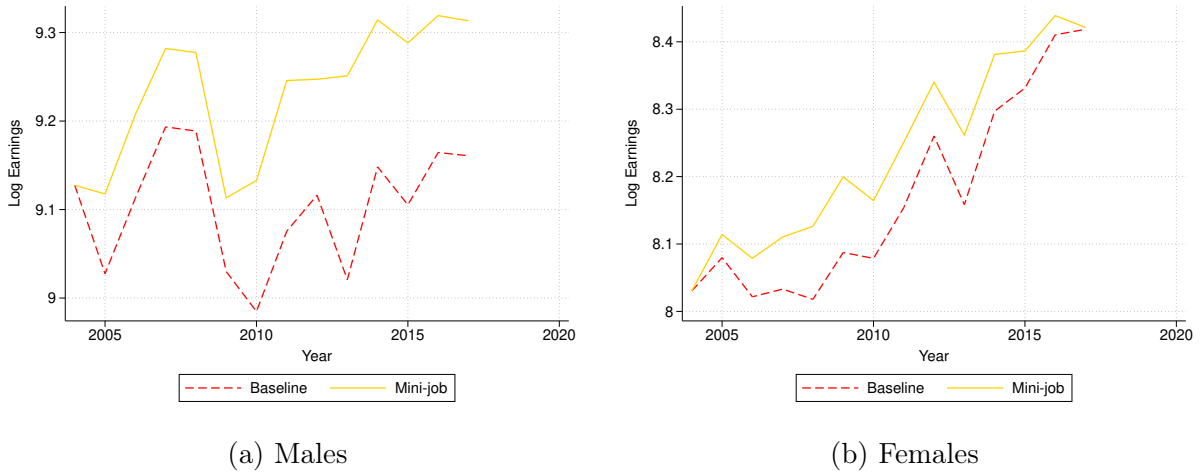 9.3
9.2
9.1
9
Log Earnings
2005 2010 2015 2020
Year
Baseline Mini-job
(a) Males
8.4
8.3
8.2
8.1
8
Log Earnings
2005 2010 2015 2020
Year
Baseline Mini-job
(b) Females